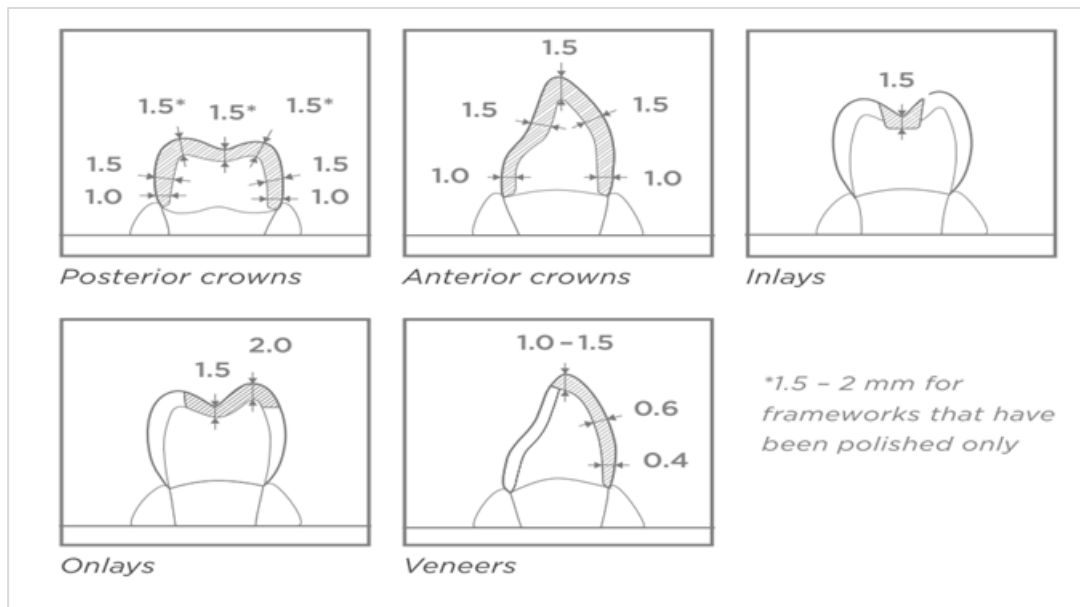 1.5* 1.5* 1.5*
1.5 1.5
1.0 1.0
Posterior crowns
1.5
1.5 1.5
1.0 1.0
Anterior crowns
1.5
Inlays
2.0
1.5
Onlays
1.0 – 1.5
0.6
0.4
Veneers
*1.5 – 2 mm for
frameworks that have
been polished only